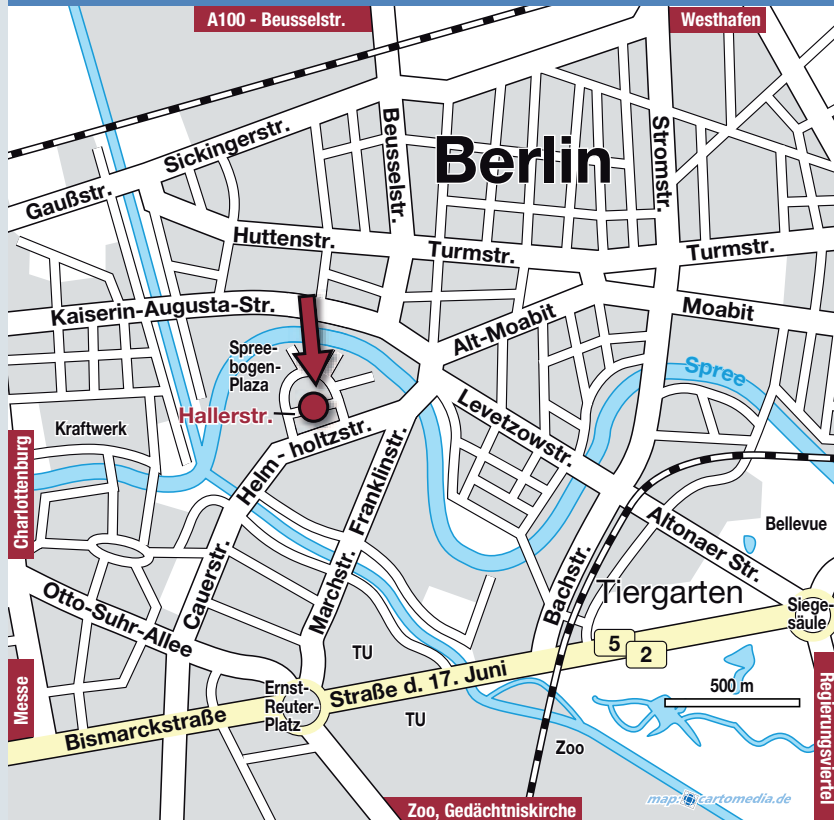 A100 - Beusselstr.
Westhafen
Sickingerstr.
Beusselstr.
Berlin
Stromstr.
Gaußstr.
Huttenstr.
Turmstr.
Turmstr.
Kaiserin-Augusta-Str.
Alt-Moabit
Moabit
Spree-
bogen-
Plaza
Spree
Hallerstr.
Levetzowstr.
Kraftwerk
Helm- holtzstr.
Franklinstr.
Charlottenburg
Altonaer Str.
Bellevue
Cauerstr.
Marchstr.
Bachstr.
Tiergarten
Otto-Suhr-Allee
Siege-
säule
5
2
TU
Straße d. 17. Juni
500 m
Messe
Ernst-
Reuter-
Platz
TU
Bismarckstraße
Zoo
Regierungsviertel
Zoo, Gedächtniskirche
map: cartomedia.de